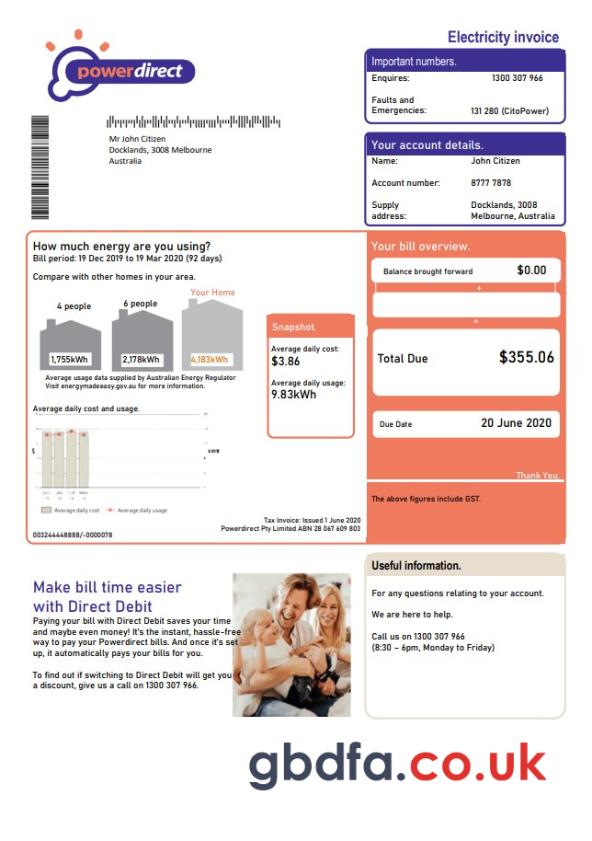 Electricity invoice
powerdirect
Important numbers.
Enquires: 1300 307 966
Faults and
Emergencies: 131 280 (CitoPower)
Mr John Citizen
Docklands, 3008 Melbourne
Australia
Your account details.
Name: John Citizen
Account number: 8777 7878
Supply Docklands, 3008
address: Melbourne, Australia
How much energy are you using?
Bill period: 19 Dec 2019 to 19 Mar 2020 (92 days)
Compare with other homes in your area.
4 people
6 people
Your Home
1,755kWh
2,178kWh
4,183kWh
Average usage data supplied by Australian Energy Regulator
Visit energymadeeasy.gov.au for more information.
Snapshot.
Average daily cost:
$3.86
Average daily usage:
9.83kWh
Average daily cost and usage.
$
kWh
Average daily cost
Average daily usage
Tax Invoice: Issued 1 June 2020
Powerdirect Pty Limited ABN 28 067 609 803
003244448888/-0000078
Your bill overview.
Balance brought forward $0.00
+
=
Total Due $355.06
Due Date 20 June 2020
Thank You.
The above figures include GST.
Make bill time easier
with Direct Debit
Paying your bill with Direct Debit saves your time
and maybe even money! It's the instant, hassle-free
way to pay your Powerdirect bills. And once it's set
up, it automatically pays your bills for you.
To find out if switching to Direct Debit will get you
a discount, give us a call on 1300 307 966.
Useful information.
For any questions relating to your account.
We are here to help.
Call us on 1300 307 966
(8:30 – 6pm, Monday to Friday)
gbdfa.co.uk